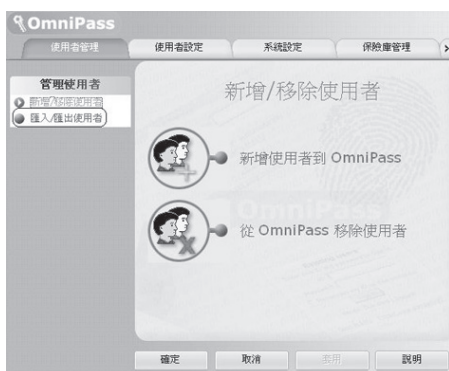 OmniPass
使用者管理
使用者設定
系統設定
保險庫管理
管理使用者
新增/移除使用者
匯入/匯出使用者
新增/移除使用者
新增使用者到 OmniPass
OmniPass
從 OmniPass 移除使用者
確定
取消
套用
說明